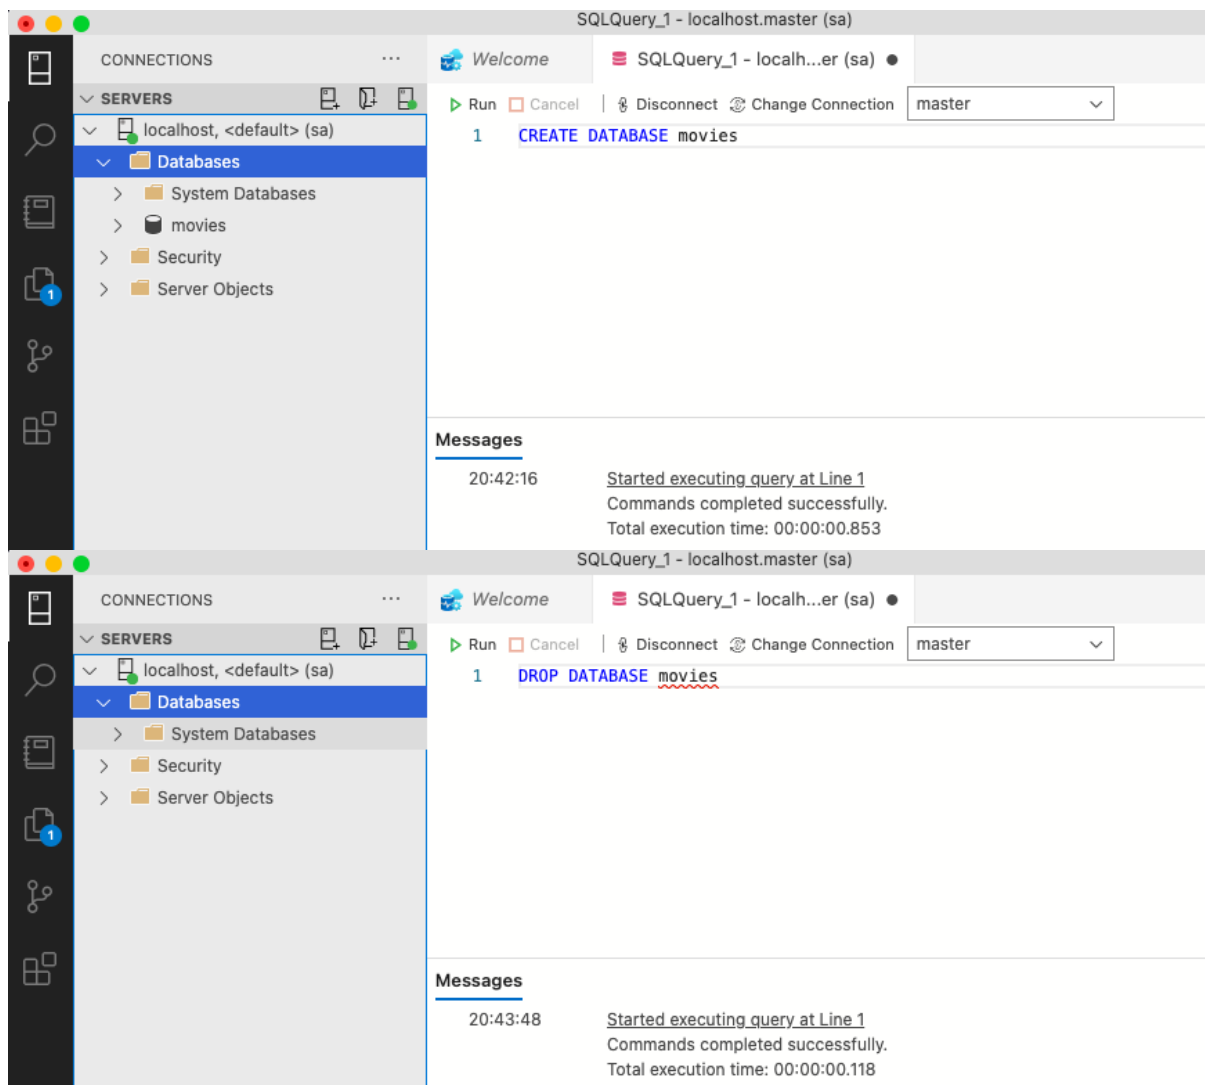 SQLQuery_1 - localhost.master (sa)
CONNECTIONS ... Welcome SQLQuery_1 - localh...er (sa) ●
SERVERS Run Cancel Disconnect Change Connection master
localhost, <default> (sa) 1 CREATE DATABASE movies
Databases
System Databases
movies
Security
1 Server Objects
Messages
20:42:16 Started executing query at Line 1
Commands completed successfully.
Total execution time: 00:00:00.853
SQLQuery_1 - localhost.master (sa)
CONNECTIONS ... Welcome SQLQuery_1 - localh...er (sa) ●
SERVERS Run Cancel Disconnect Change Connection master
localhost, <default> (sa) 1 DROP DATABASE movies
Databases
System Databases
Security
Server Objects
1
Messages
20:43:48 Started executing query at Line 1
Commands completed successfully.
Total execution time: 00:00:00.118